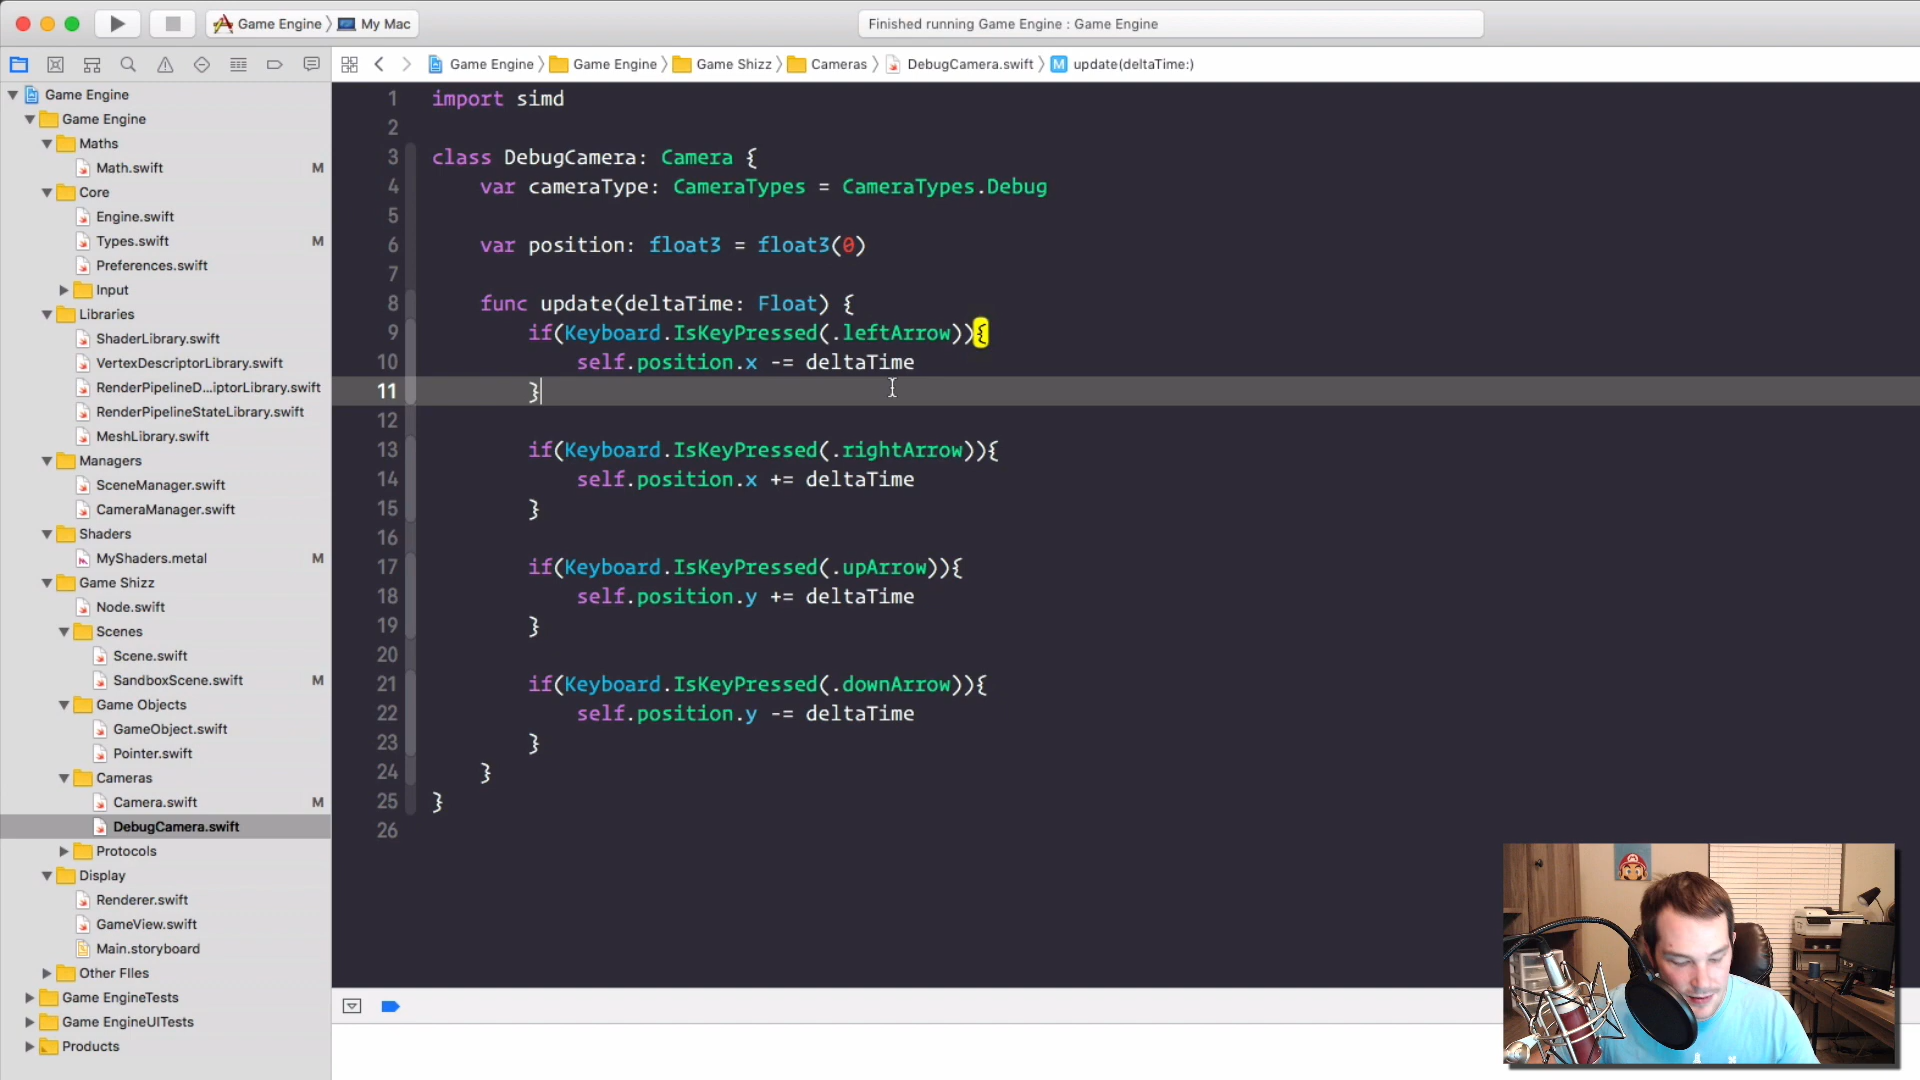 Game Engine
My Mac
Finished running Game Engine : Game Engine
Game Engine
Game Engine
Game Shizz
Cameras
DebugCamera.swift
M update(deltaTime:)
Game Engine
Game Engine
Maths
Math.swift M
Core
Engine.swift
Types.swift M
Preferences.swift
Input
Libraries
ShaderLibrary.swift
VertexDescriptorLibrary.swift
RenderPipelineD...iptorLibrary.swift
RenderPipelineStateLibrary.swift
MeshLibrary.swift
Managers
SceneManager.swift
CameraManager.swift
Shaders
MyShaders.metal M
Game Shizz
Node.swift
Scenes
Scene.swift
SandboxScene.swift M
Game Objects
GameObject.swift
Pointer.swift
Cameras
Camera.swift M
DebugCamera.swift
Protocols
Display
Renderer.swift
GameView.swift
Main.storyboard
Other FIles
Game EngineTests
Game EngineUITests
Products
1 import simd
2
3 class DebugCamera: Camera {
4 var cameraType: CameraTypes = CameraTypes.Debug
5
6 var position: float3 = float3(0)
7
8 func update(deltaTime: Float) {
9 if(Keyboard.IsKeyPressed(.leftArrow)){
10 self.position.x -= deltaTime
11 }
12
13 if(Keyboard.IsKeyPressed(.rightArrow)){
14 self.position.x += deltaTime
15 }
16
17 if(Keyboard.IsKeyPressed(.upArrow)){
18 self.position.y += deltaTime
19 }
20
21 if(Keyboard.IsKeyPressed(.downArrow)){
22 self.position.y -= deltaTime
23 }
24 }
25 }
26